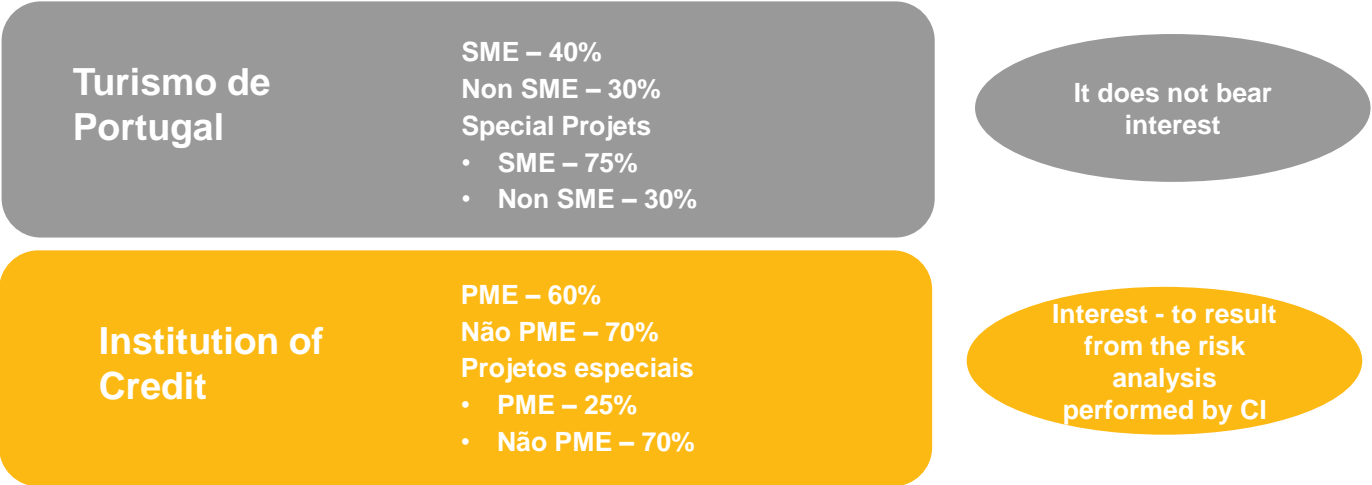 Turismo de
Portugal
SME – 40%
Non SME – 30%
Special Projets
• SME – 75%
• Non SME – 30%
It does not bear
interest
Institution of
Credit
PME – 60%
Não PME – 70%
Projetos especiais
• PME – 25%
• Não PME – 70%
Interest - to result
from the risk
analysis
performed by CI